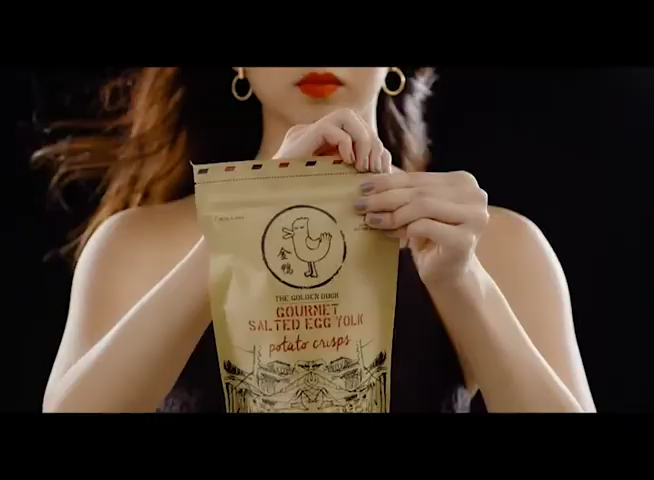 金
鴨
THE GOLDEN DUCK
GOURMET
SALTED EGG YOLK
potato crisps